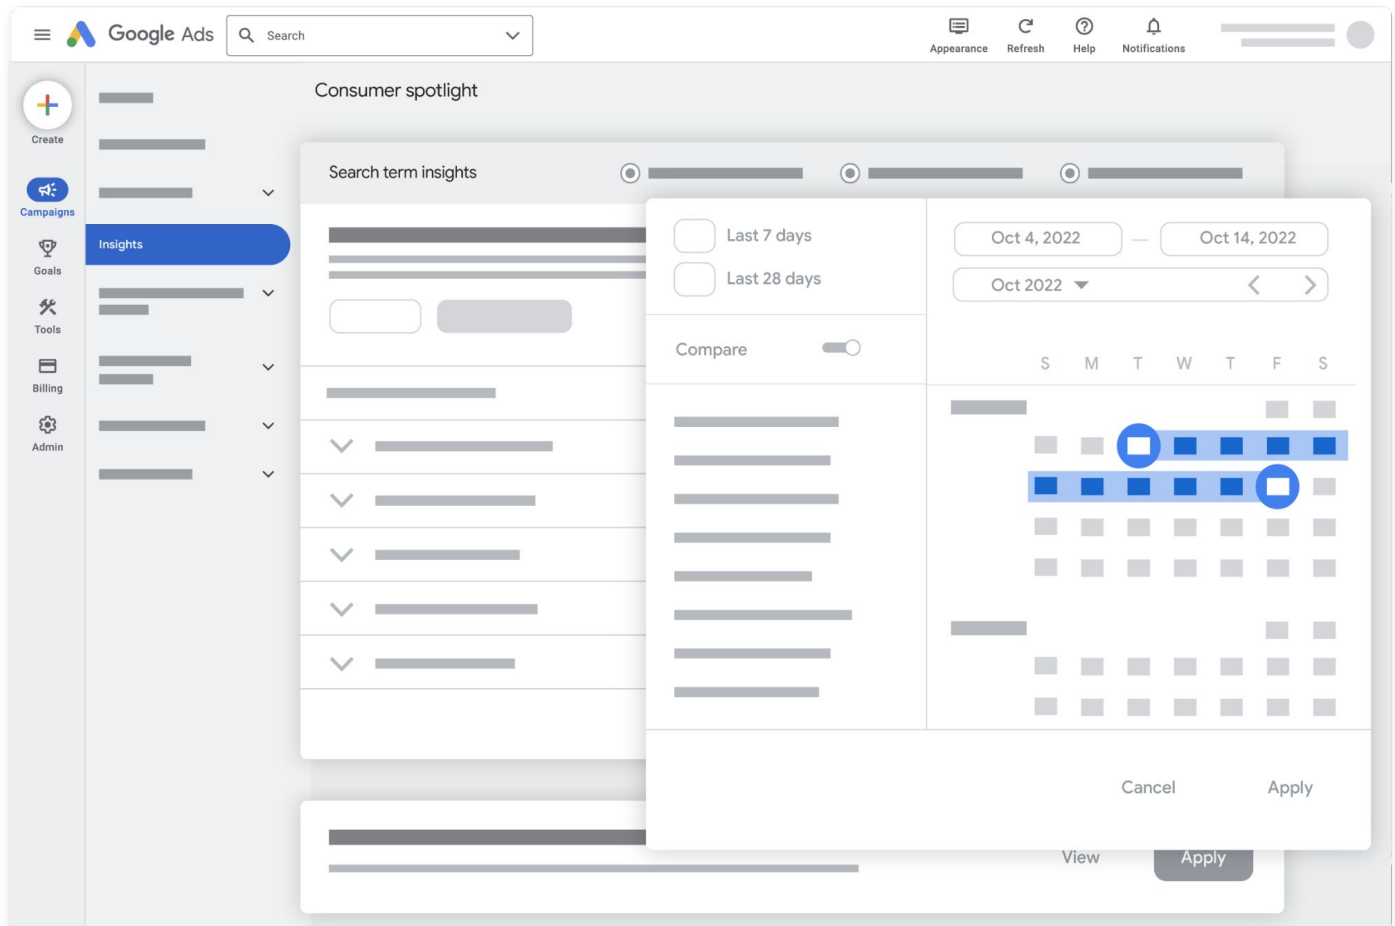 Google Ads
Search
Appearance
Refresh
Help
Notifications
Create
Campaigns
Goals
Tools
Billing
Admin
Insights
Consumer spotlight
Search term insights
Last 7 days
Last 28 days
Compare
Oct 4, 2022 — Oct 14, 2022
Oct 2022
S M T W T F S
Cancel Apply
View Apply